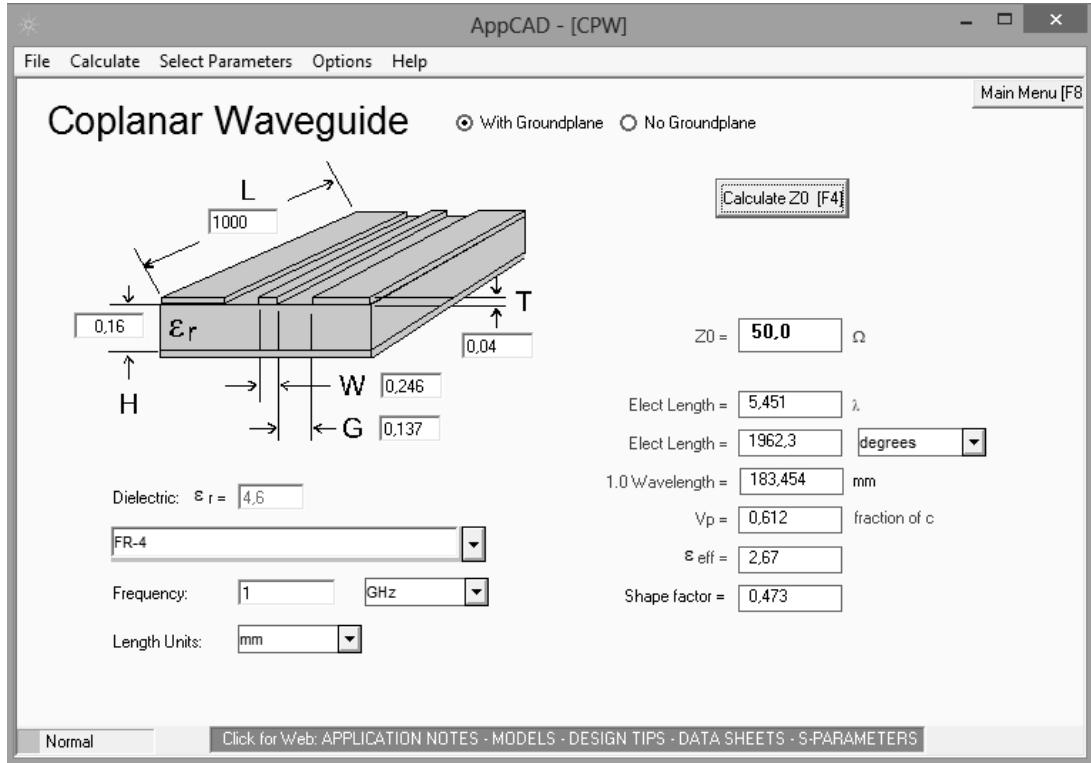 AppCAD - [CPW]
File Calculate Select Parameters Options Help
Main Menu [F8
Coplanar Waveguide
With Groundplane No Groundplane
Calculate Z0 [F4]
L
1000
T
0,04
0,16
εr
H
W 0,246
G 0,137
Z0 = 50,0 Ω
Elect Length = 5,451 λ
Elect Length = 1962,3 degrees
1.0 Wavelength = 183,454 mm
Vp = 0,612 fraction of c
ε eff = 2,67
Shape factor = 0,473
Dielectric: ε r = 4,6
FR-4
Frequency: 1 GHz
Length Units: mm
Normal
Click for Web: APPLICATION NOTES - MODELS - DESIGN TIPS - DATA SHEETS - S-PARAMETERS